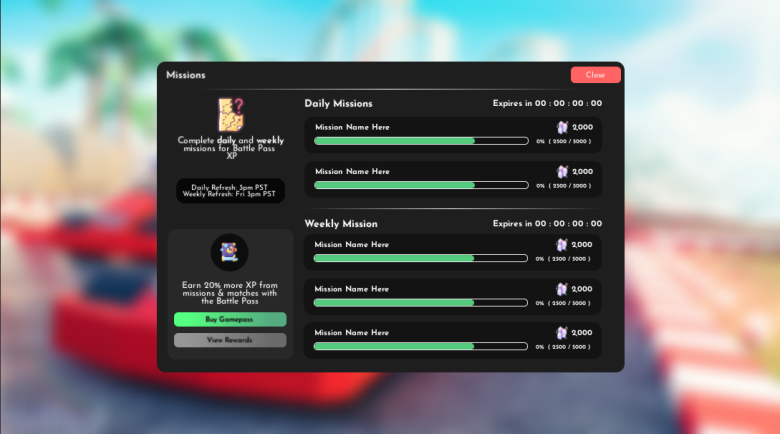 Missions
Close
Complete daily and weekly
missions for Battle Pass
XP
Daily Refresh: 3pm PST
Weekly Refresh: Fri 3pm PST
Earn 20% more XP from
missions & matches with
the Battle Pass
Buy Gamepass
View Rewards
Daily Missions
Expires in 00 : 00 : 00 : 00
Mission Name Here
2,000
0% ( 2500 / 5000 )
Mission Name Here
2,000
0% ( 2500 / 5000 )
Weekly Mission
Expires in 00 : 00 : 00 : 00
Mission Name Here
2,000
0% ( 2500 / 5000 )
Mission Name Here
2,000
0% ( 2500 / 5000 )
Mission Name Here
2,000
0% ( 2500 / 5000 )